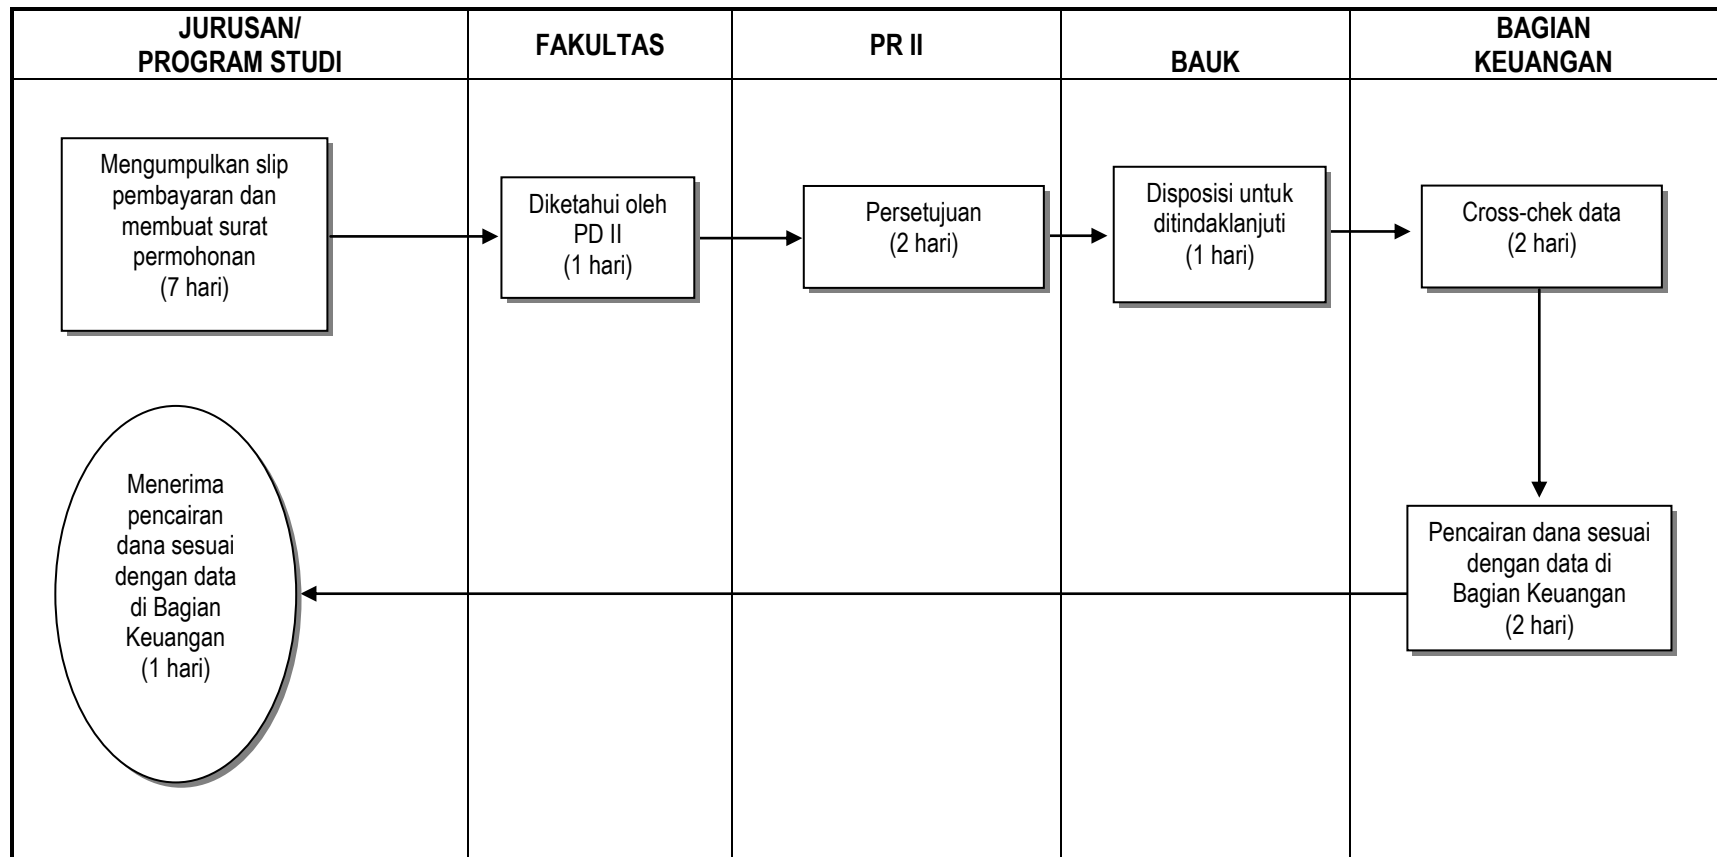 JURUSAN/
PROGRAM STUDI
FAKULTAS
PR II
BAUK
BAGIAN
KEUANGAN
Mengumpulkan slip
pembayaran dan
membuat surat
permohonan
(7 hari)
Diketahui oleh
PD II
(1 hari)
Persetujuan
(2 hari)
Disposisi untuk
ditindaklanjuti
(1 hari)
Cross-chek data
(2 hari)
Pencairan dana sesuai
dengan data di
Bagian Keuangan
(2 hari)
Menerima
pencairan
dana sesuai
dengan data
di Bagian
Keuangan
(1 hari)